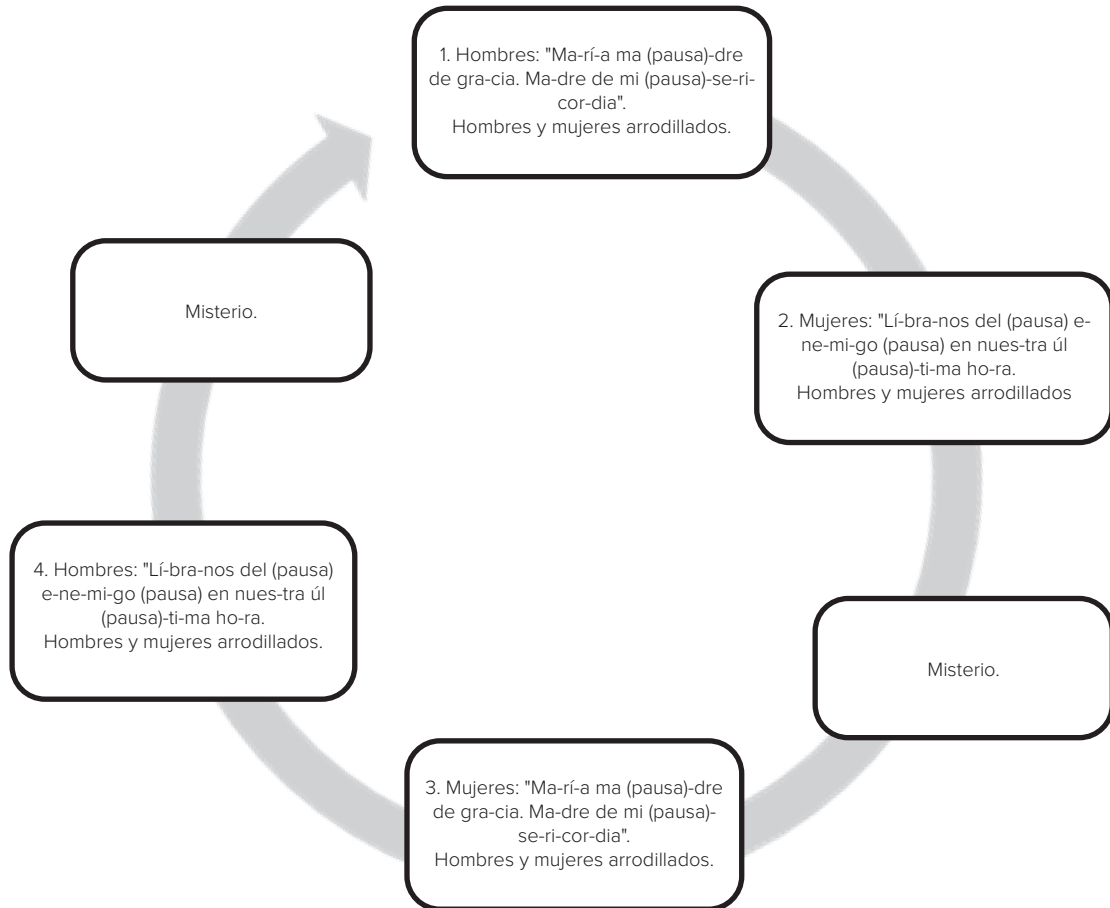 1. Hombres: "Ma-rí-a ma (pausa)-dre
de gra-cia. Ma-dre de mi (pausa)-se-ri-
cor-dia".
Hombres y mujeres arrodillados.
2. Mujeres: "Lí-bra-nos del (pausa) e-
ne-mi-go (pausa) en nues-tra úl
(pausa)-ti-ma ho-ra.
Hombres y mujeres arrodillados
Misterio.
3. Mujeres: "Ma-rí-a ma (pausa)-dre
de gra-cia. Ma-dre de mi (pausa)-
se-ri-cor-dia".
Hombres y mujeres arrodillados.
4. Hombres: "Lí-bra-nos del (pausa)
e-ne-mi-go (pausa) en nues-tra úl
(pausa)-ti-ma ho-ra.
Hombres y mujeres arrodillados.
Misterio.